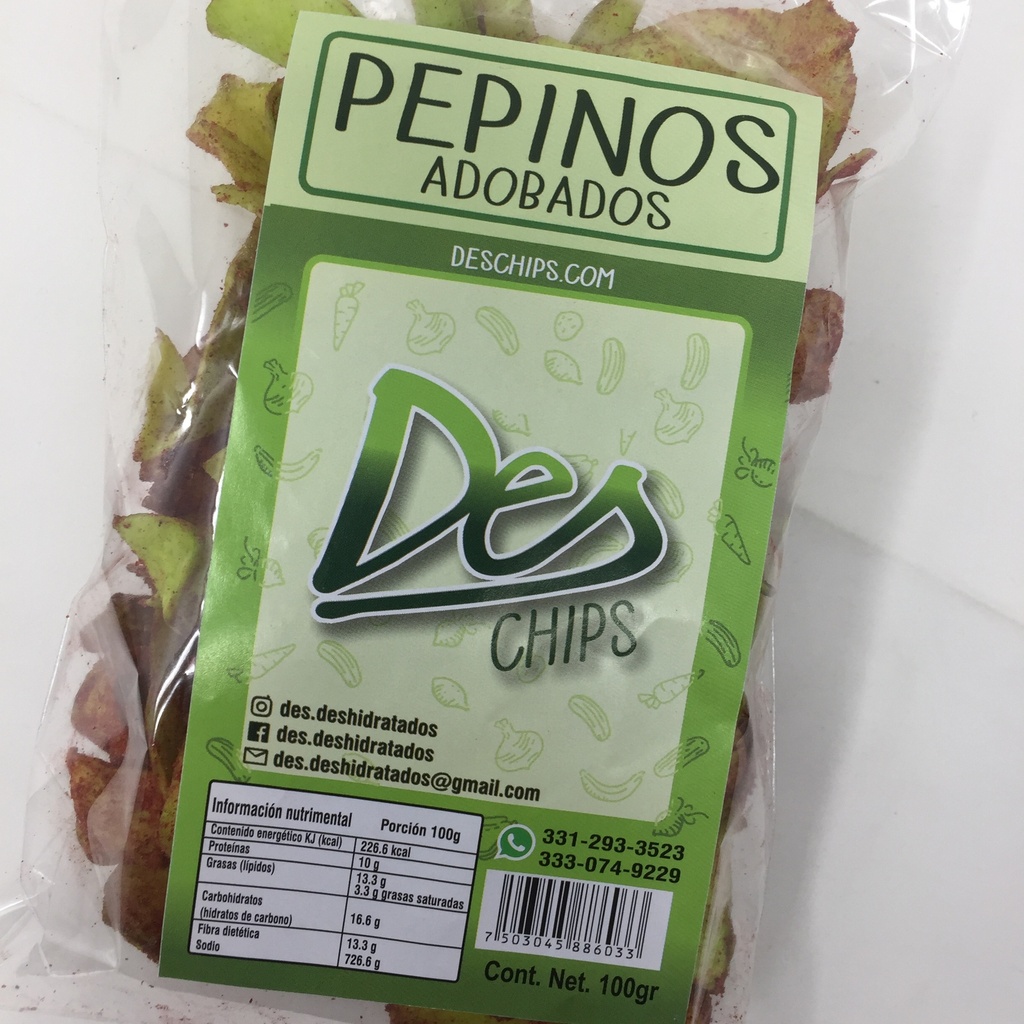 PEPINOS
ADOBADOS
DESCHIPS.COM
Des
CHIPS
des.deshidratados
des.deshidratados
des.deshidratados@gmail.com
Información nutrimental Porción 100g
Contenido energético KJ (kcal) 226.6 kcal
Proteínas 10 g
Grasas (lípidos) 13.3 g
3.3 g grasas saturadas
Carbohidratos
(hidratos de carbono) 16.6 g
Fibra dietética 13.3 g
Sodio 726.6 g
331-293-3523
333-074-9229
7 503045 886033
Cont. Net. 100gr